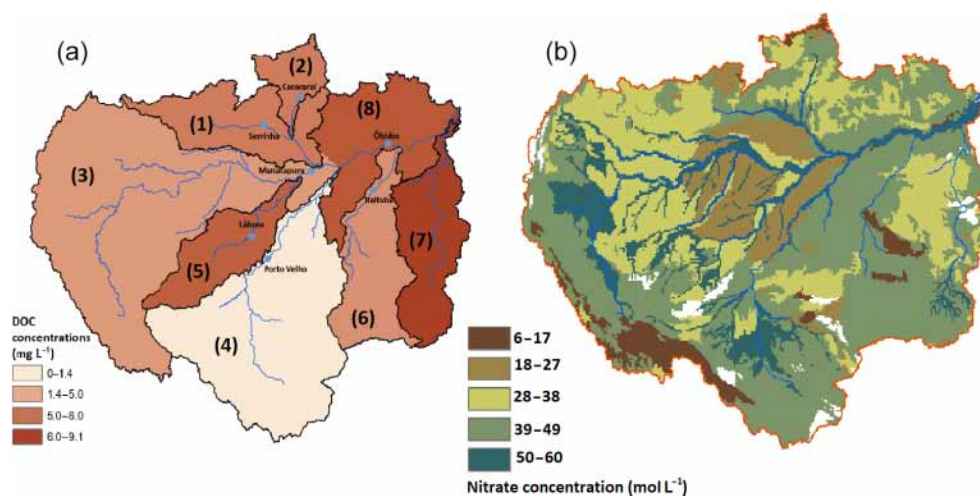 (a)
(b)
(2)
Caracaraí
(8)
(1)
Serrinha
Óbidos
(3)
Manacapuru
Itaituba
Lábrea
(7)
(5)
Porto Velho
(6)
(4)
DOC
concentrations
(mg L⁻¹)
0–1.4
1.4–5.0
5.0–6.0
6.0–9.1
6–17
18–27
28–38
39–49
50–60
Nitrate concentration (mol L⁻¹)